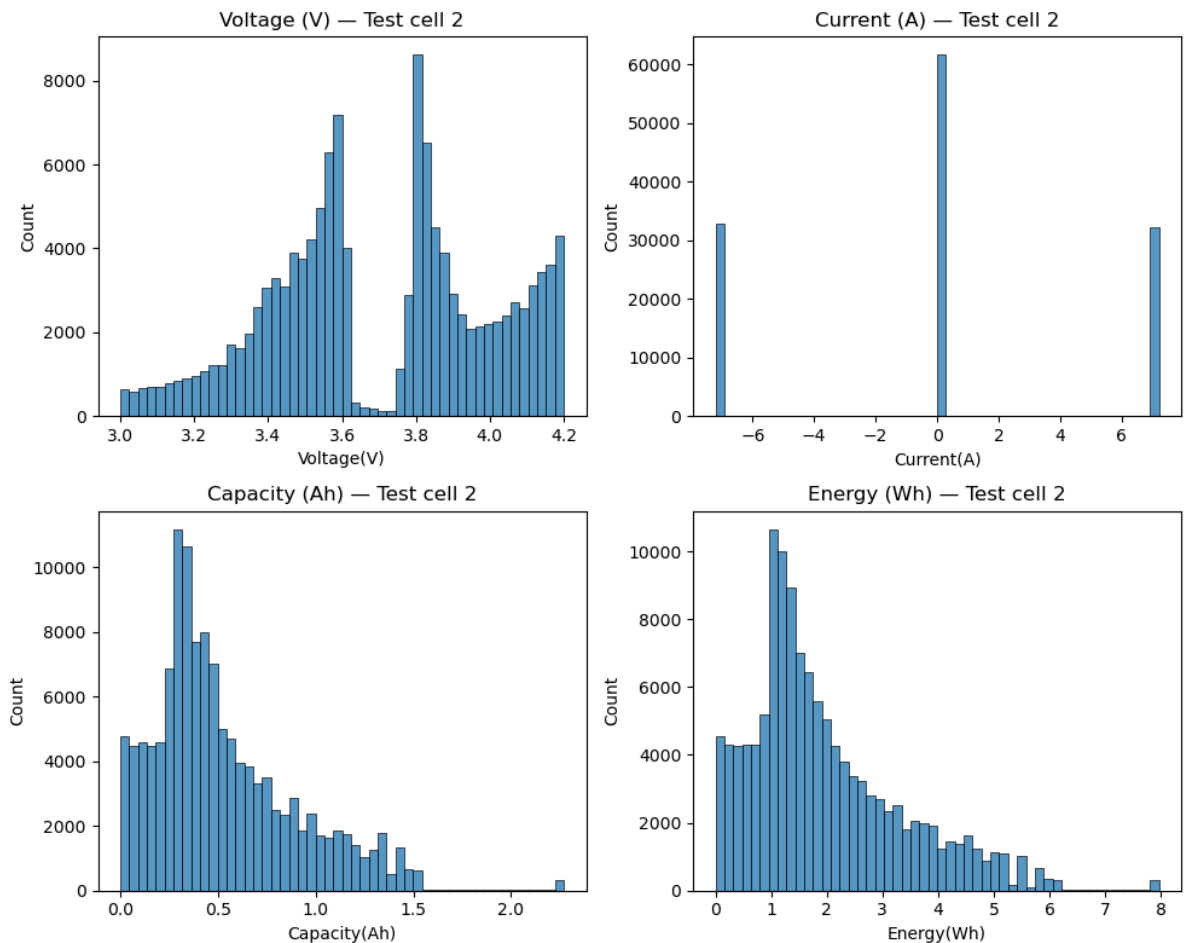 Voltage (V) — Test cell 2
Count
8000
6000
4000
2000
0
3.0 3.2 3.4 3.6 3.8 4.0 4.2
Voltage(V)
Current (A) — Test cell 2
Count
60000
50000
40000
30000
20000
10000
0
−6 −4 −2 0 2 4 6
Current(A)
Capacity (Ah) — Test cell 2
Count
10000
8000
6000
4000
2000
0
0.0 0.5 1.0 1.5 2.0
Capacity(Ah)
Energy (Wh) — Test cell 2
Count
10000
8000
6000
4000
2000
0
0 1 2 3 4 5 6 7 8
Energy(Wh)